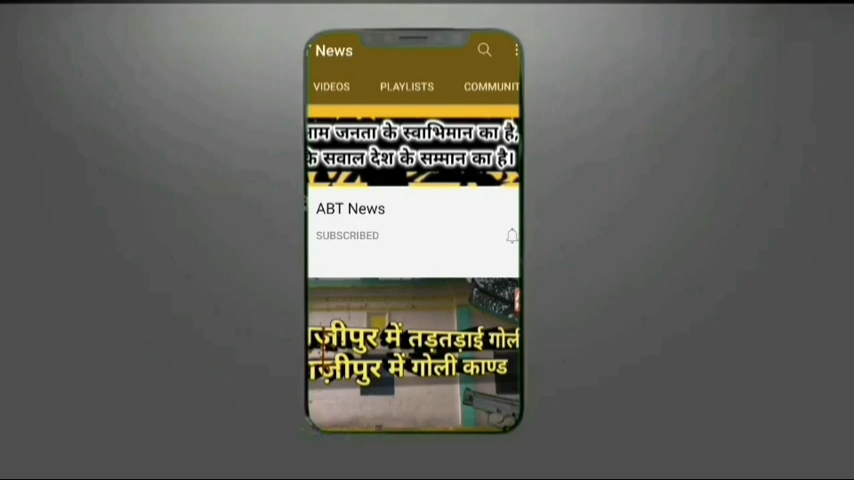 News
VIDEOS PLAYLISTS COMMUNIT
जनता के स्वाभिमान का है,
सवाल देश के सम्मान का है।
ABT News
SUBSCRIBED
में तड़तड़ाई गोली
में गोली काण्ड